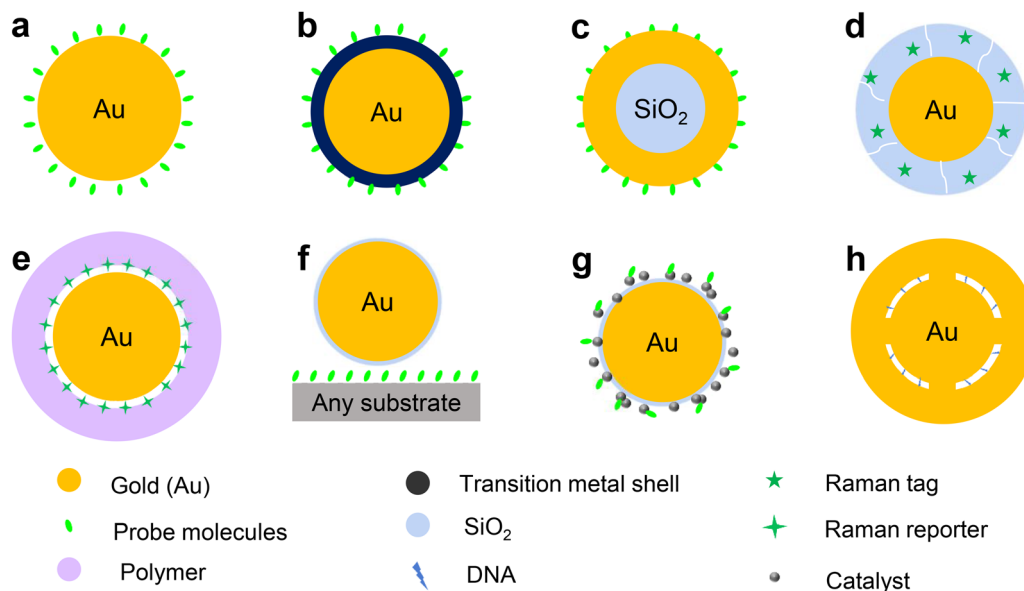 a
b
c
d
Au
Au
SiO₂
Au
e
f
g
h
Au
Au
Au
Au
Any substrate
Gold (Au)
Transition metal shell
Raman tag
Probe molecules
SiO₂
Raman reporter
Polymer
DNA
Catalyst